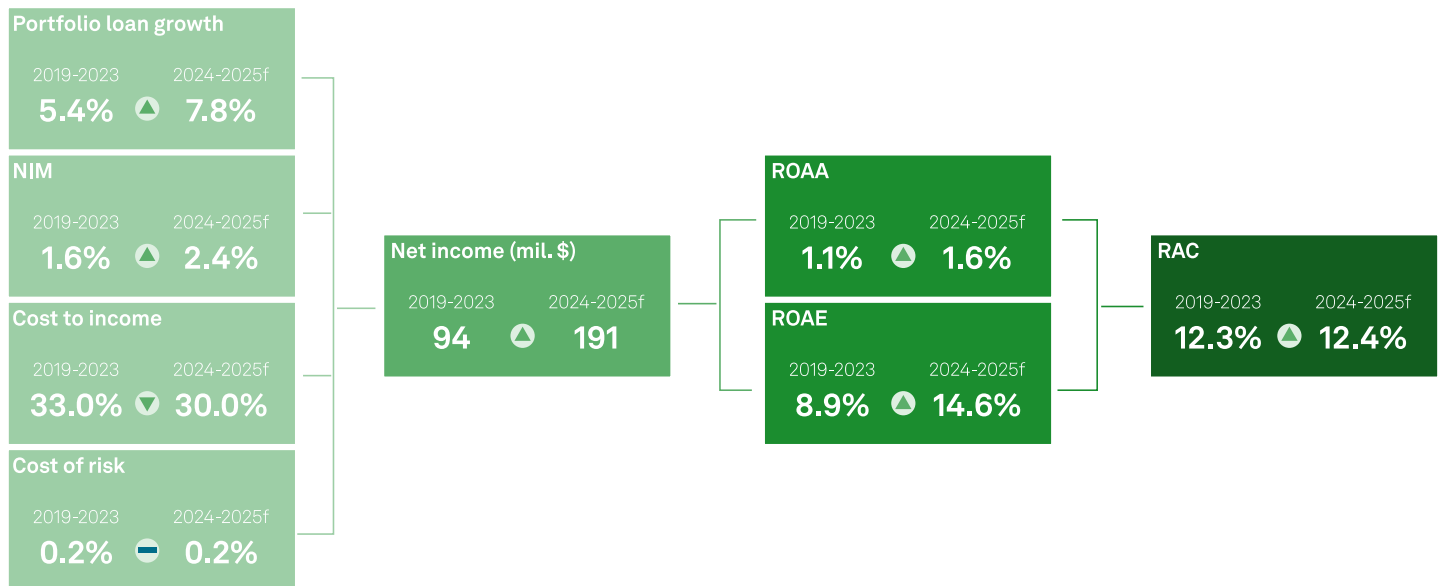 Portfolio loan growth
2019-2023 2024-2025f
5.4% 7.8%
NIM
2019-2023 2024-2025f
1.6% 2.4%
Cost to income
2019-2023 2024-2025f
33.0% 30.0%
Cost of risk
2019-2023 2024-2025f
0.2% 0.2%
Net income (mil. $)
2019-2023 2024-2025f
94 191
ROAA
2019-2023 2024-2025f
1.1% 1.6%
ROAE
2019-2023 2024-2025f
8.9% 14.6%
RAC
2019-2023 2024-2025f
12.3% 12.4%